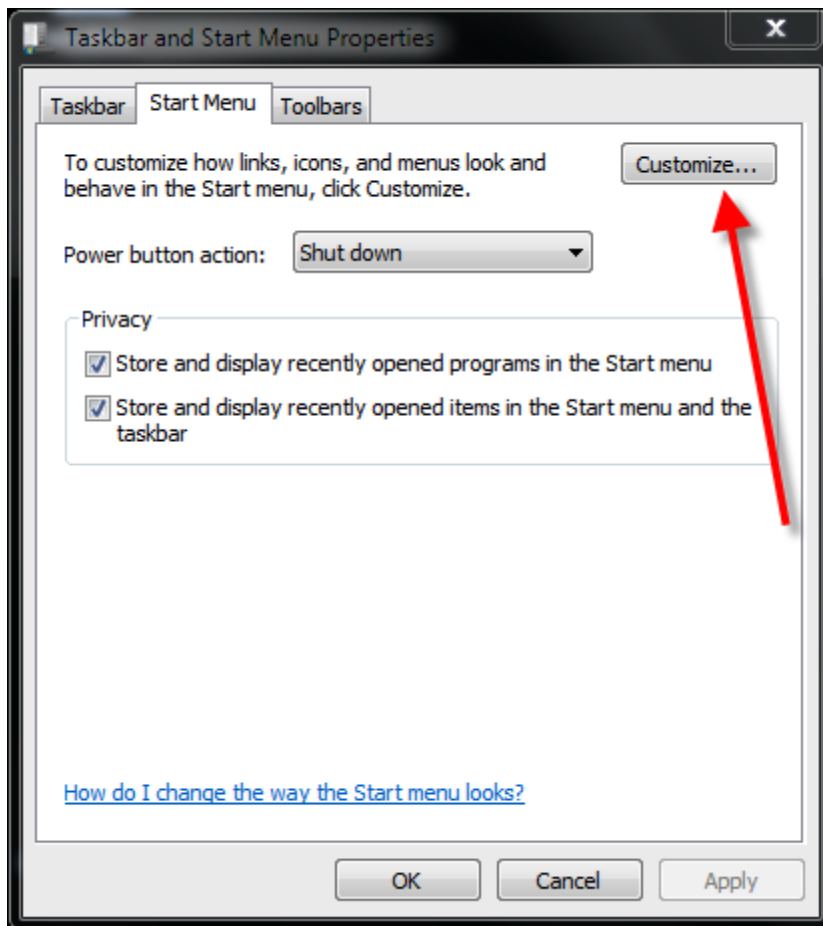 Taskbar and Start Menu Properties
x
Taskbar Start Menu Toolbars
To customize how links, icons, and menus look and
behave in the Start menu, click Customize.
Customize...
Power button action: Shut down
Privacy
Store and display recently opened programs in the Start menu
Store and display recently opened items in the Start menu and the
taskbar
How do I change the way the Start menu looks?
OK Cancel Apply